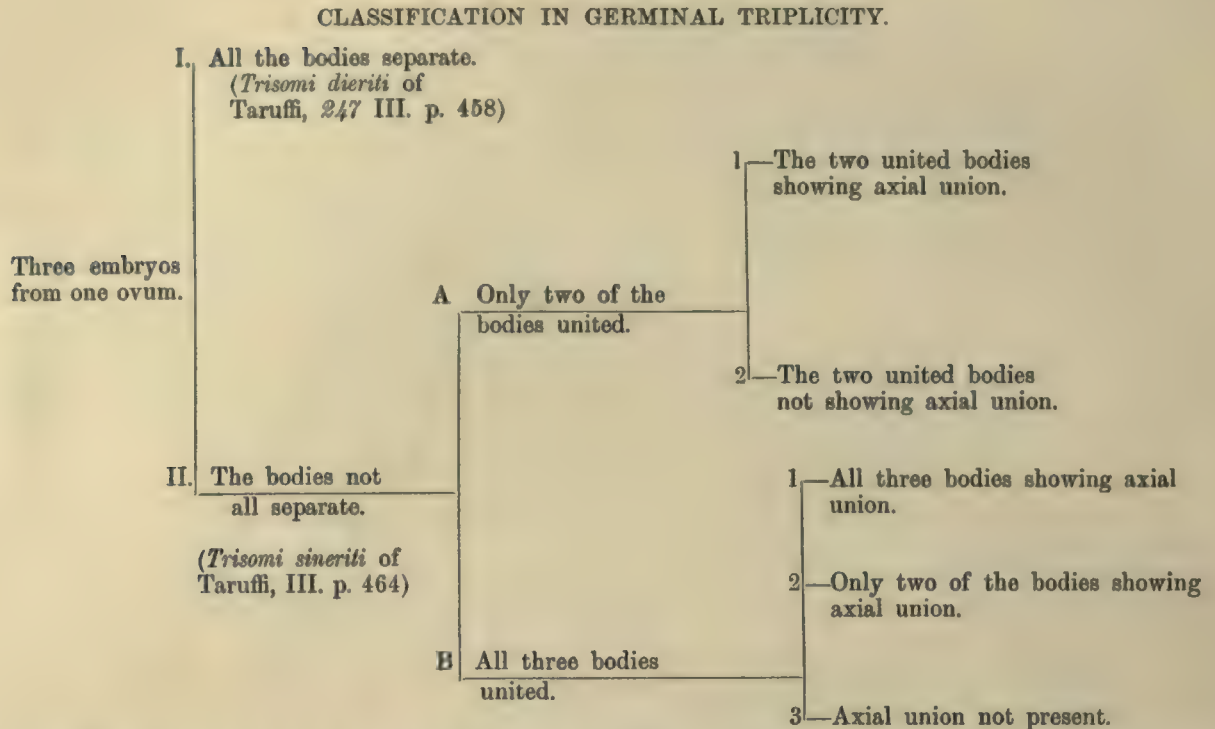 CLASSIFICATION IN GERMINAL TRIPLICITY.
I. All the bodies separate.
(Trisomi dieriti of
Taruffi, 247 III. p. 458)
Three embryos
from one ovum.
II. The bodies not
all separate.
(Trisomi sineriti of
Taruffi, III. p. 464)
A Only two of the
bodies united.
1 The two united bodies
showing axial union.
2 The two united bodies
not showing axial union.
B All three bodies
united.
1 All three bodies showing axial
union.
2 Only two of the bodies showing
axial union.
3 Axial union not present.